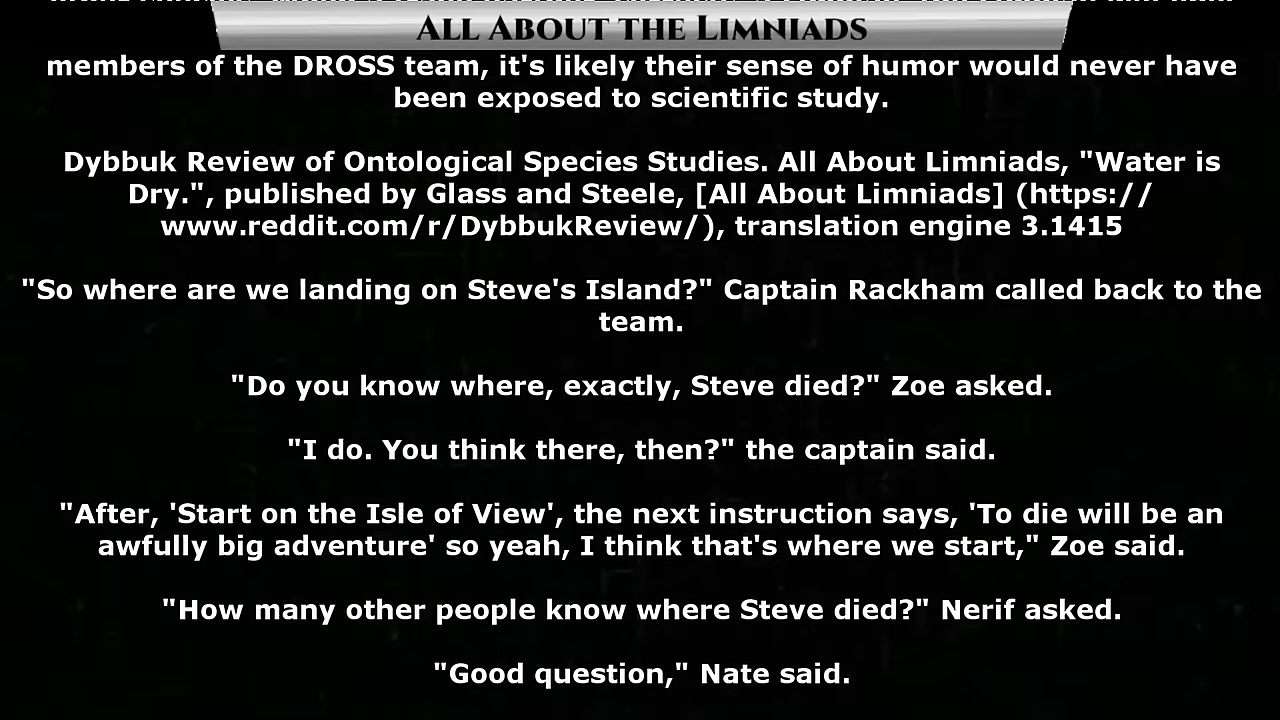 All About the Limniads
members of the DROSS team, it's likely their sense of humor would never have
been exposed to scientific study.
Dybbuk Review of Ontological Species Studies. All About Limniads, "Water is
Dry.", published by Glass and Steele, [All About Limniads] (https://
www.reddit.com/r/DybbukReview/), translation engine 3.1415
"So where are we landing on Steve's Island?" Captain Rackham called back to the
team.
"Do you know where, exactly, Steve died?" Zoe asked.
"I do. You think there, then?" the captain said.
"After, 'Start on the Isle of View', the next instruction says, 'To die will be an
awfully big adventure' so yeah, I think that's where we start," Zoe said.
"How many other people know where Steve died?" Nerif asked.
"Good question," Nate said.